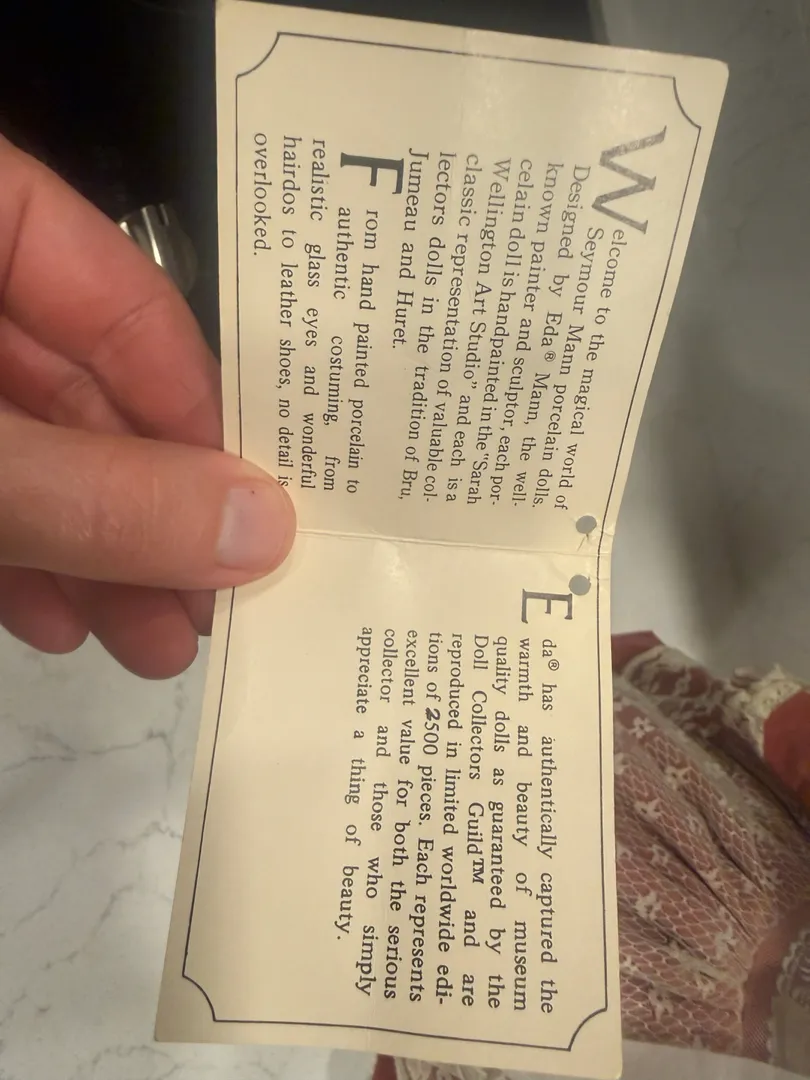 Welcome to the magical world of
Seymour Mann porcelain dolls.
Designed by Eda® Mann, the well-
known painter and sculptor, each por-
celain doll is handpainted in the "Sarah
Wellington Art Studio" and each is a
classic representation of valuable col-
lectors dolls in the tradition of Bru,
Jumeau and Huret.
From hand painted porcelain to
authentic costuming, from
realistic glass eyes and wonderful
hairdos to leather shoes, no detail is
overlooked.
Eda® has authentically captured the
warmth and beauty of museum
quality dolls as guaranteed by the
Doll Collectors Guild™ and are
reproduced in limited worldwide edi-
tions of 2500 pieces. Each represents
excellent value for both the serious
collector and those who simply
appreciate a thing of beauty.